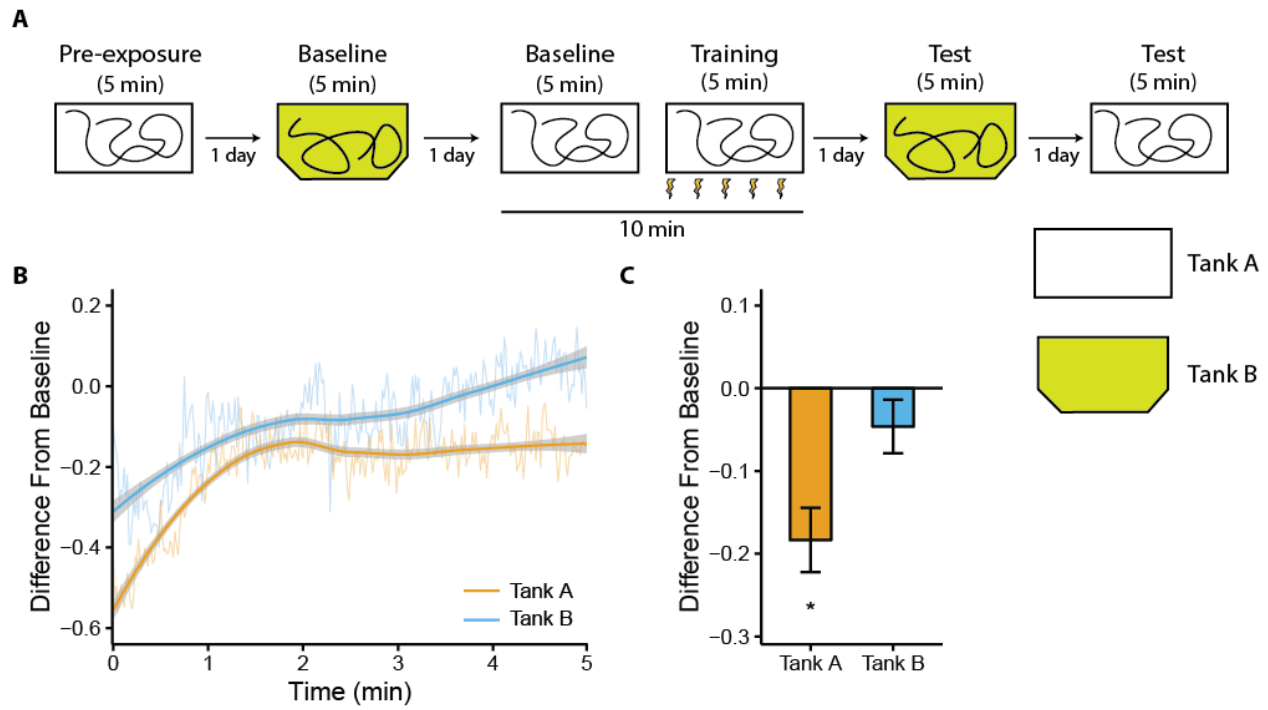 A
Pre-exposure
(5 min)
Baseline
(5 min)
Baseline
(5 min)
Training
(5 min)
Test
(5 min)
Test
(5 min)
1 day
1 day
1 day
1 day
10 min
Tank A
Tank B
B
Difference From Baseline
0.2
0.0
−0.2
−0.4
−0.6
0
1
2
3
4
5
Time (min)
Tank A
Tank B
C
Difference From Baseline
0.1
0.0
−0.1
−0.2
−0.3
*
Tank A
Tank B